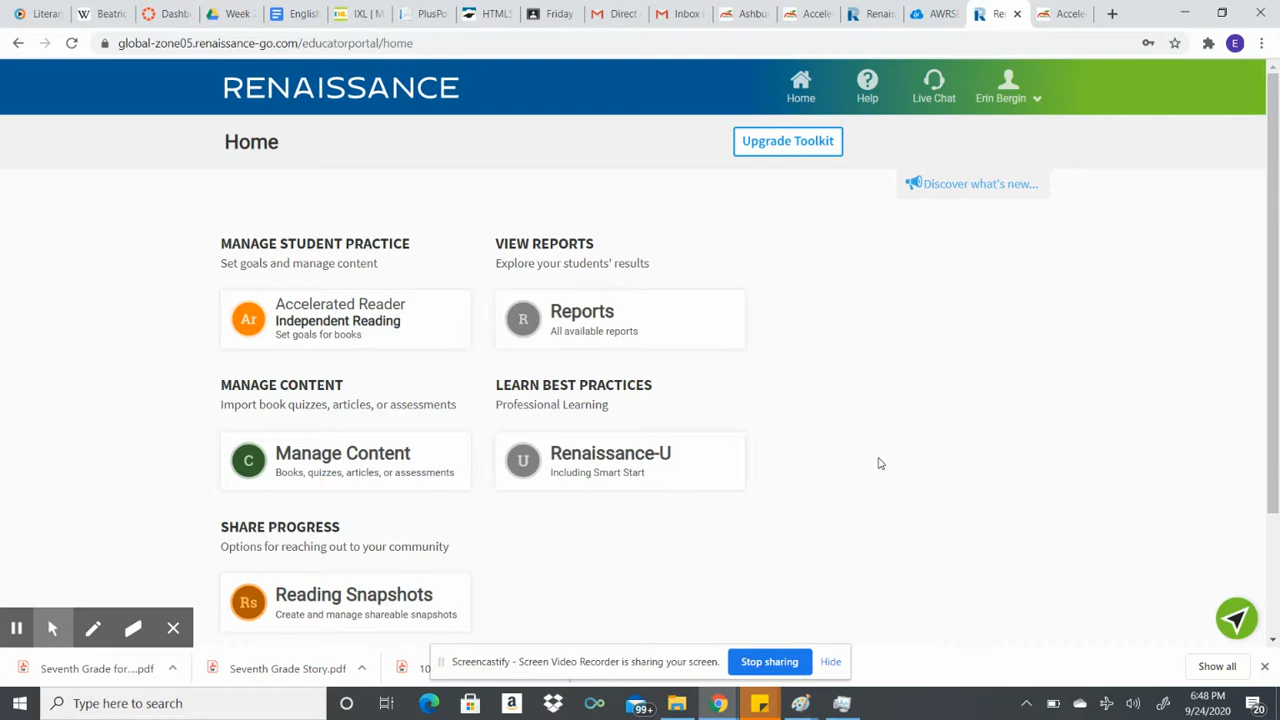 Literar
Beatric
Dashb
Week 2
English
IXL | M
PlusPo
HTMLS
Friday
Direct
Inbox (
Ashbu
Accele
Renais
AWRS
Ren
Accele
global-zone05.renaissance-go.com/educatorportal/home
E
RENAISSANCE
Home
Help
Live Chat
Erin Bergin
Home
Upgrade Toolkit
Discover what's new...
MANAGE STUDENT PRACTICE
Set goals and manage content
Ar
Accelerated Reader
Independent Reading
Set goals for books
VIEW REPORTS
Explore your students' results
R
Reports
All available reports
MANAGE CONTENT
Import book quizzes, articles, or assessments
C
Manage Content
Books, quizzes, articles, or assessments
LEARN BEST PRACTICES
Professional Learning
U
Renaissance-U
Including Smart Start
SHARE PROGRESS
Options for reaching out to your community
Rs
Reading Snapshots
Create and manage shareable snapshots
Screencastify - Screen Video Recorder is sharing your screen.
Stop sharing
Hide
Seventh Grade for....pdf
Seventh Grade Story.pdf
10
Show all
Type here to search
99+
6:48 PM
9/24/2020
20